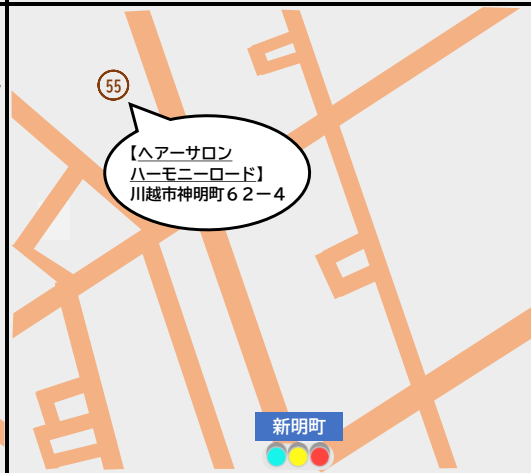 55
【ヘアーサロン
ハーモニーロード】
川越市神明町６２－４
新明町